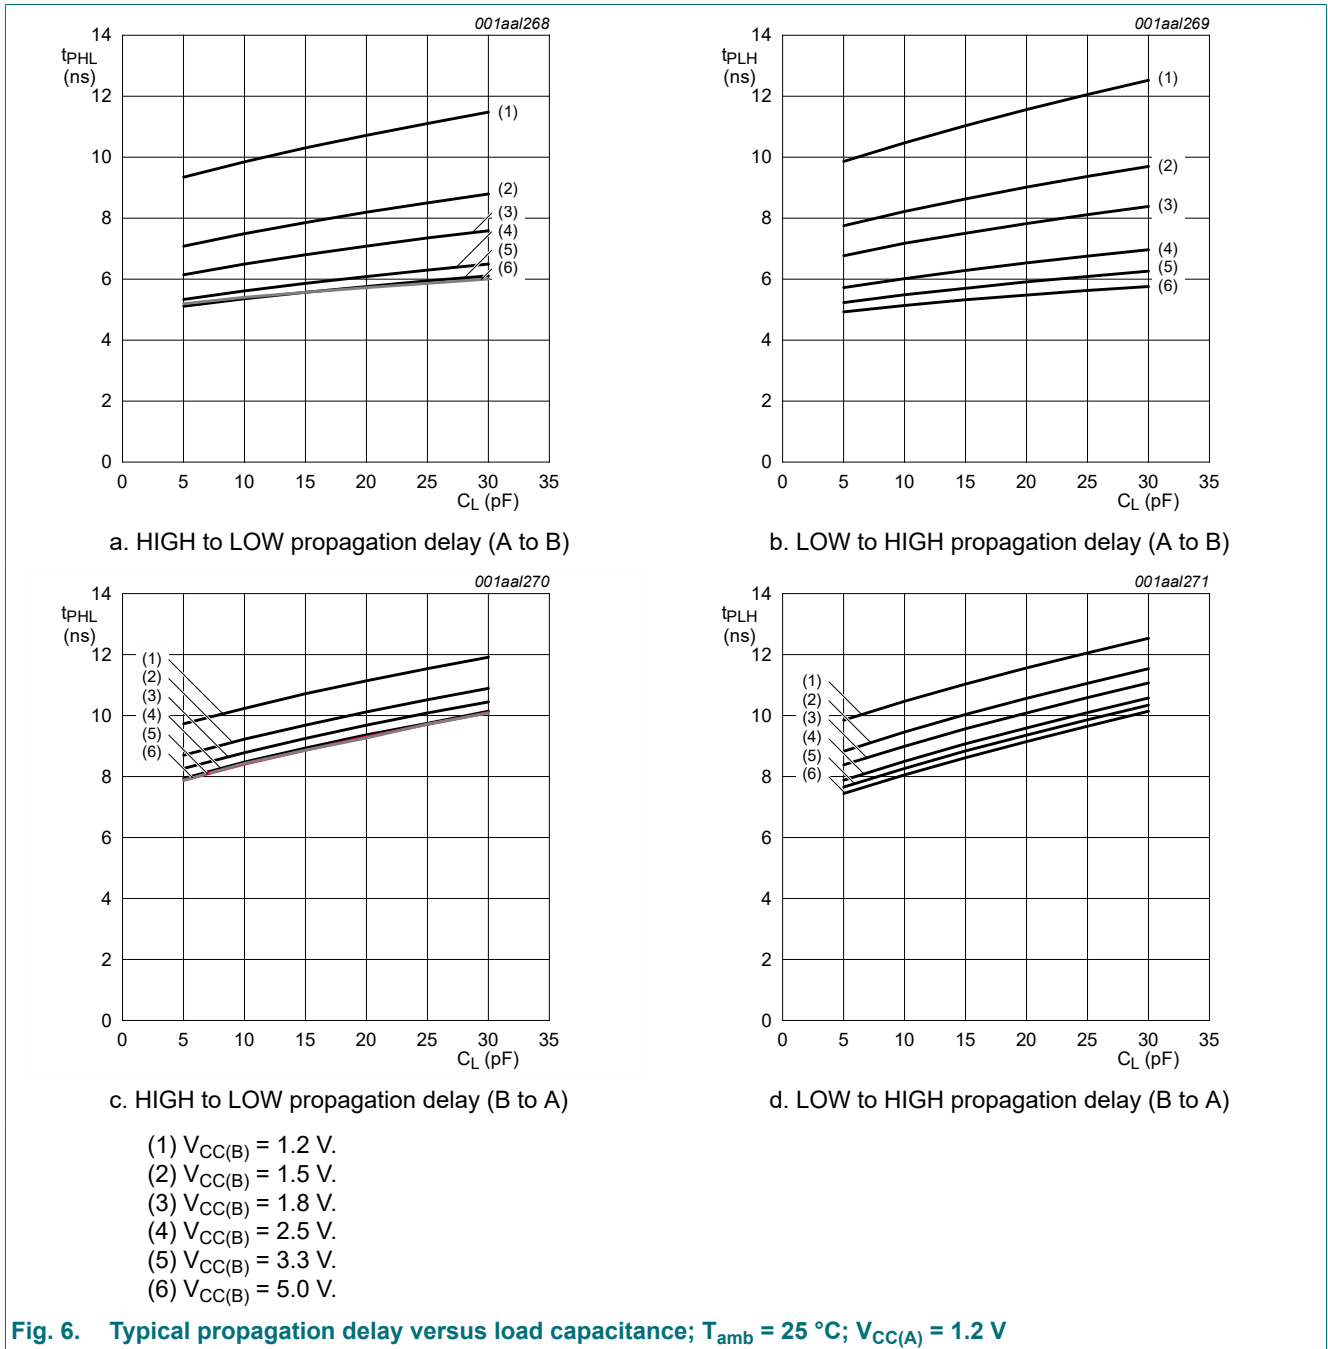 001aal268
14
tPHL
(ns)
12
10
8
6
4
2
0
(1)
(2)
(3)
(4)
(5)
(6)
0 5 10 15 20 25 30 35
CL (pF)
a. HIGH to LOW propagation delay (A to B)
001aal269
14
tPLH
(ns)
12
10
8
6
4
2
0
(1)
(2)
(3)
(4)
(5)
(6)
0 5 10 15 20 25 30 35
CL (pF)
b. LOW to HIGH propagation delay (A to B)
001aal270
14
tPHL
(ns)
12
10
8
6
4
2
0
(1)
(2)
(3)
(4)
(5)
(6)
0 5 10 15 20 25 30 35
CL (pF)
c. HIGH to LOW propagation delay (B to A)
001aal271
14
tPLH
(ns)
12
10
8
6
4
2
0
(1)
(2)
(3)
(4)
(5)
(6)
0 5 10 15 20 25 30 35
CL (pF)
d. LOW to HIGH propagation delay (B to A)
(1) VCC(B) = 1.2 V.
(2) VCC(B) = 1.5 V.
(3) VCC(B) = 1.8 V.
(4) VCC(B) = 2.5 V.
(5) VCC(B) = 3.3 V.
(6) VCC(B) = 5.0 V.
Fig. 6. Typical propagation delay versus load capacitance; Tamb = 25 °C; VCC(A) = 1.2 V